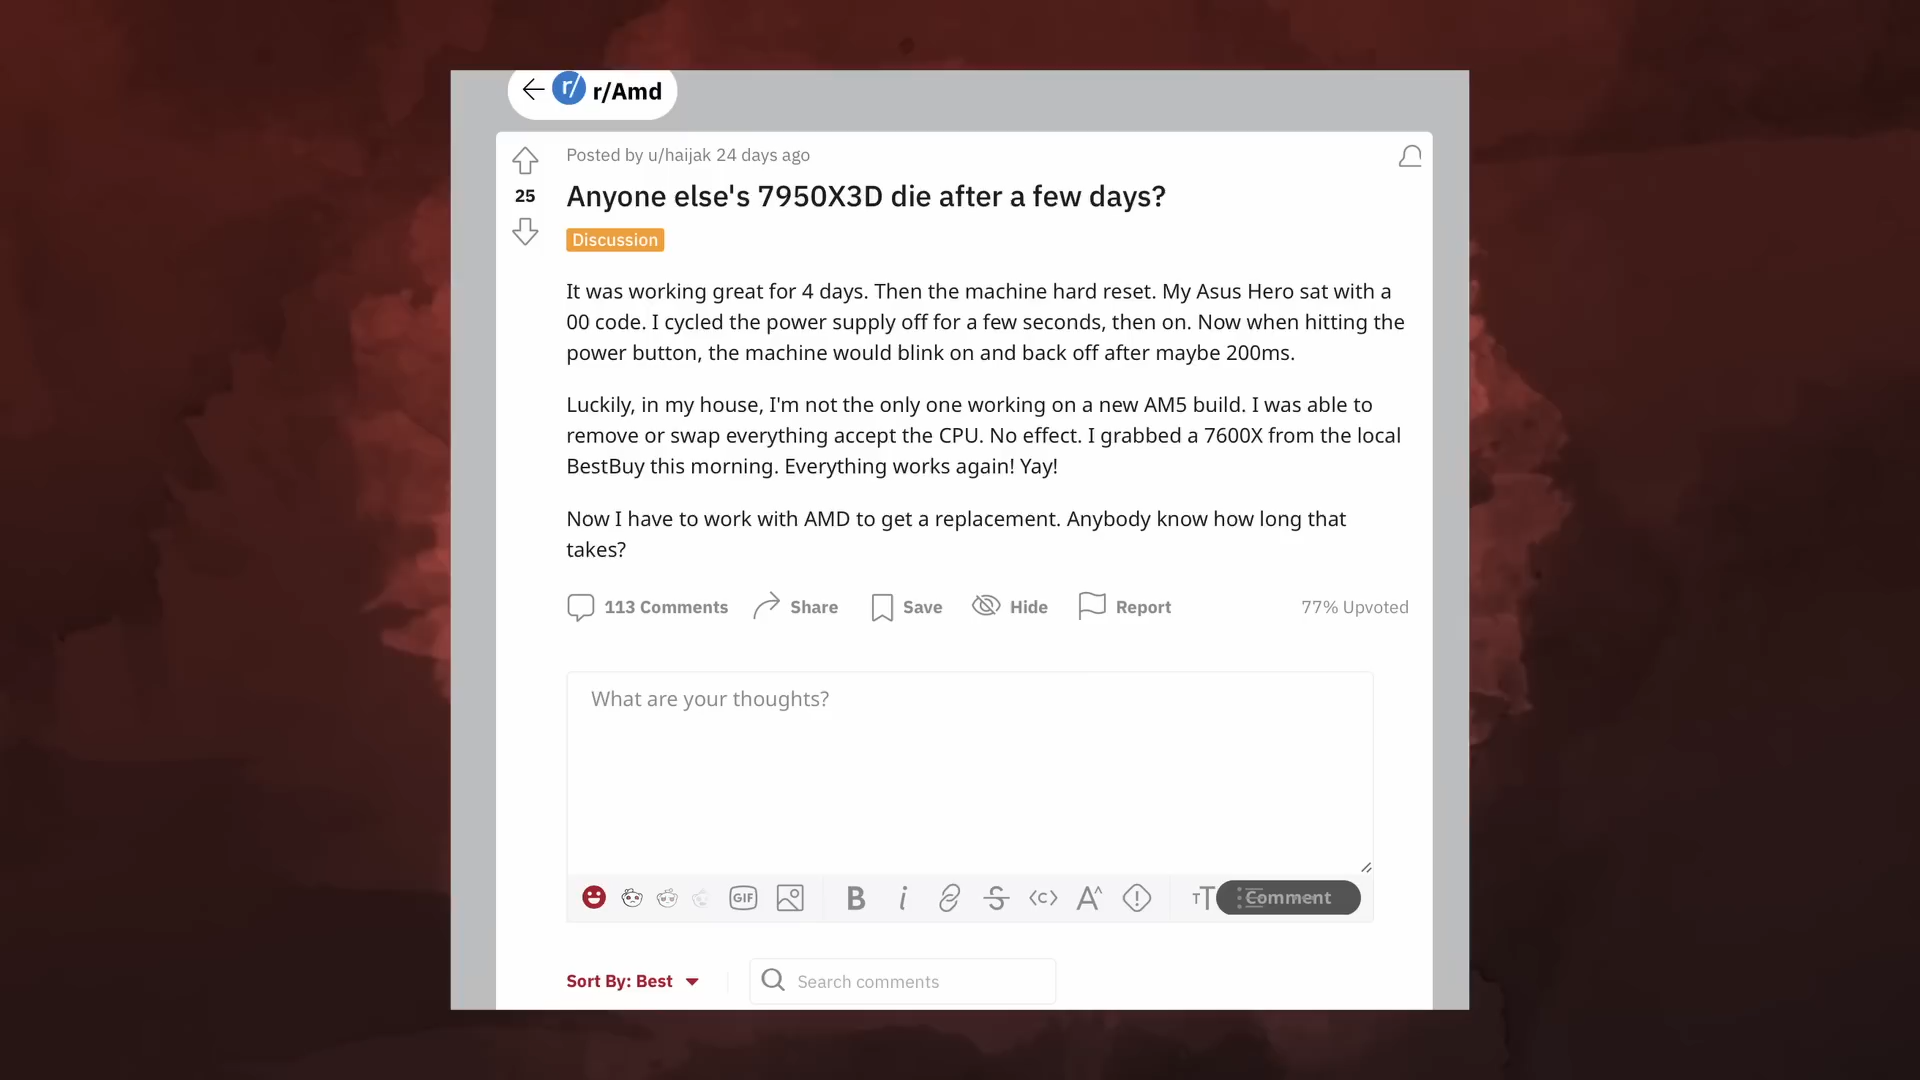 r/ r/Amd
Posted by u/haijak 24 days ago
25
Anyone else's 7950X3D die after a few days?
Discussion
It was working great for 4 days. Then the machine hard reset. My Asus Hero sat with a
00 code. I cycled the power supply off for a few seconds, then on. Now when hitting the
power button, the machine would blink on and back off after maybe 200ms.
Luckily, in my house, I'm not the only one working on a new AM5 build. I was able to
remove or swap everything accept the CPU. No effect. I grabbed a 7600X from the local
BestBuy this morning. Everything works again! Yay!
Now I have to work with AMD to get a replacement. Anybody know how long that
takes?
113 Comments Share Save Hide Report 77% Upvoted
What are your thoughts?
GIF B i S <c> A^ TT Comment
Sort By: Best Search comments